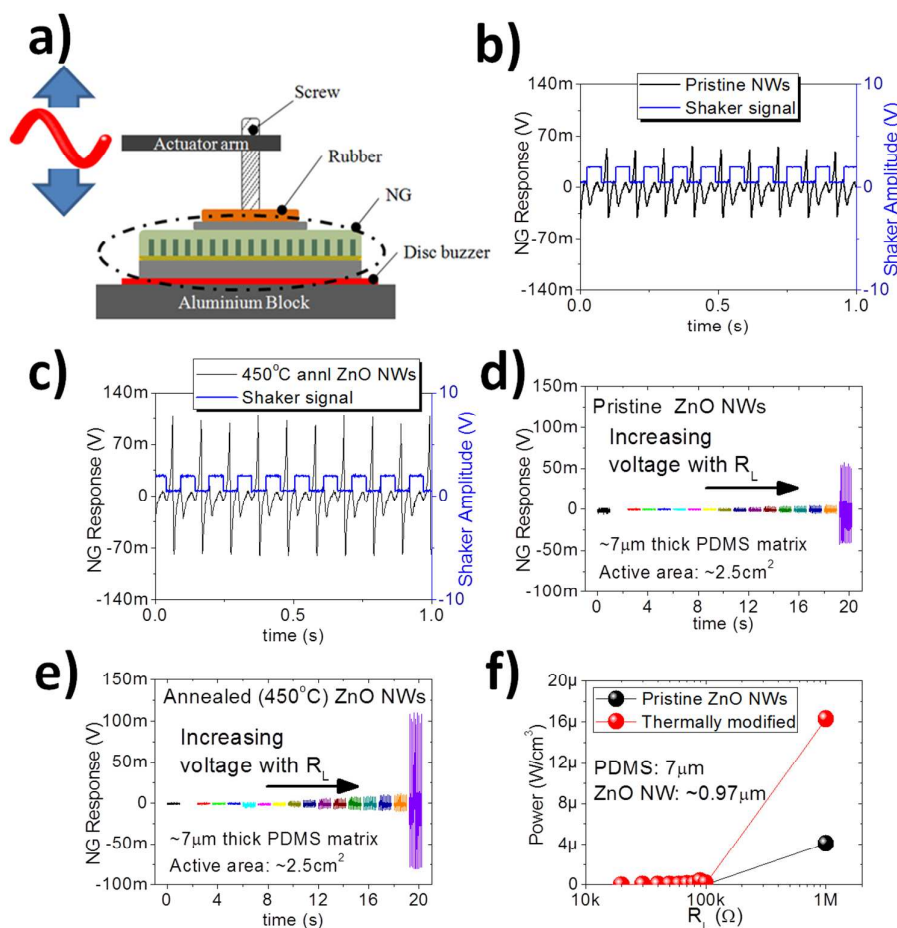 a)
Screw
Actuator arm
Rubber
NG
Disc buzzer
Aluminium Block
b)
Pristine NWs
Shaker signal
140m
70m
0
-70m
-140m
NG Response (V)
10
0
-10
Shaker Amplitude (V)
0.0
0.5
1.0
time (s)
c)
450°C annl ZnO NWs
Shaker signal
140m
70m
0
-70m
-140m
NG Response (V)
10
0
-10
Shaker Amplitude (V)
0.0
0.5
1.0
time (s)
d)
150m
100m
50m
0
-50m
-100m
NG Response (V)
Pristine ZnO NWs
Increasing
voltage with R_L
~7μm thick PDMS matrix
Active area: ~2.5cm²
0 4 8 12 16 20
time (s)
e)
150m
100m
50m
0
-50m
-100m
NG Response (V)
Annealed (450°C) ZnO NWs
Increasing
voltage with R_L
~7μm thick PDMS matrix
Active area: ~2.5cm²
0 4 8 12 16 20
time (s)
f)
20μ
16μ
12μ
8μ
4μ
0
Power (W/cm³)
Pristine ZnO NWs
Thermally modified
PDMS: 7μm
ZnO NW: ~0.97μm
10k
100k
1M
R_L (Ω)